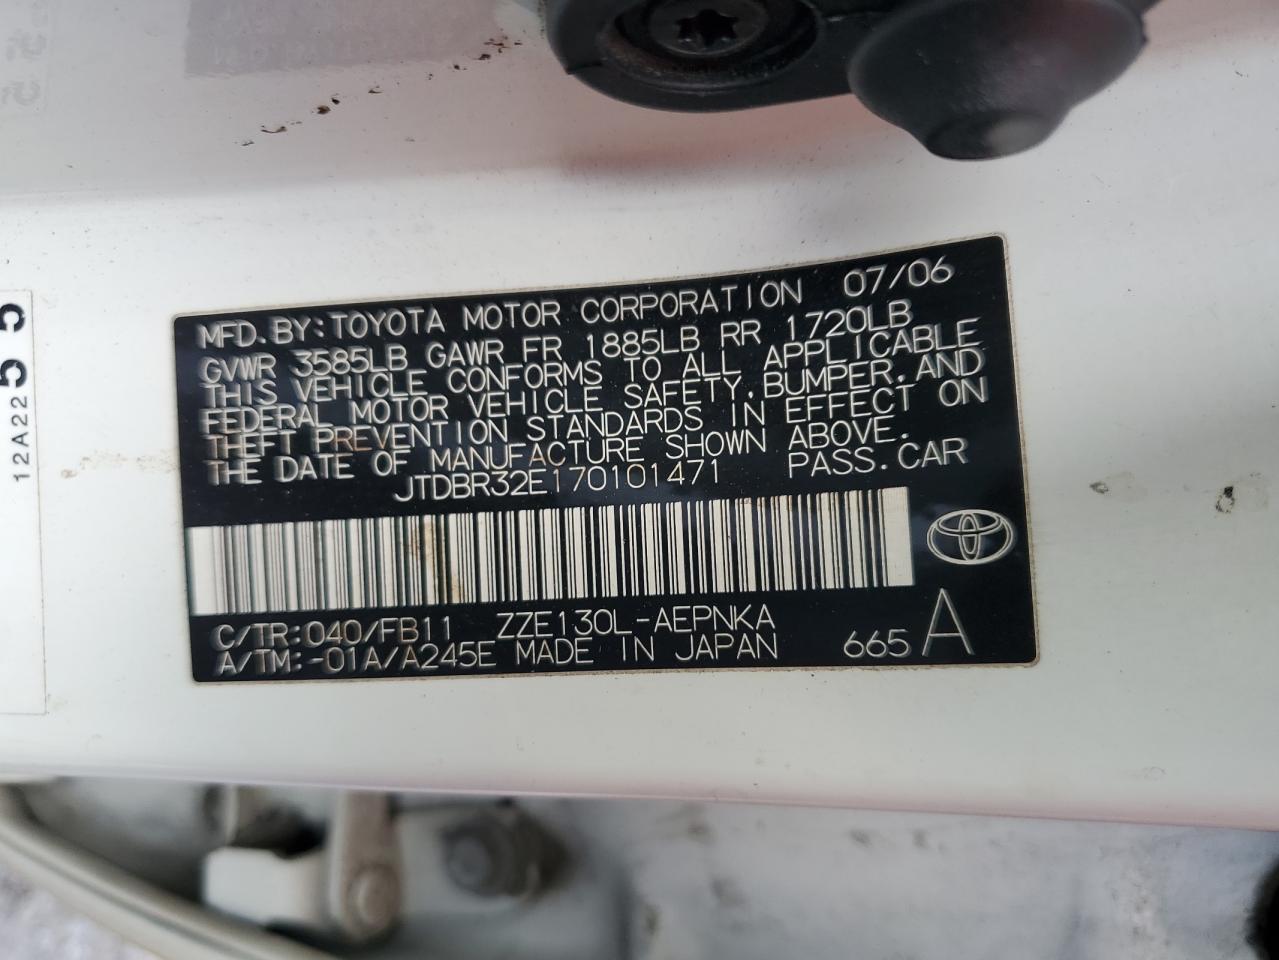 MFD.BY:TOYOTA MOTOR CORPORATION 07/06
GVWR 3585LB GAWR FR 1885LB RR 1720LB
THIS VEHICLE CONFORMS TO ALL APPLICABLE
FEDERAL MOTOR VEHICLE SAFETY,BUMPER,AND
THEFT PREVENTION STANDARDS IN EFFECT ON
THE DATE OF MANUFACTURE SHOWN ABOVE.
JTDBR32E170101471 PASS.CAR
C/TR:040/FB11 ZZE130L-AEPNKA
A/TM:-01A/A245E MADE IN JAPAN 665 A
12A22 5 5